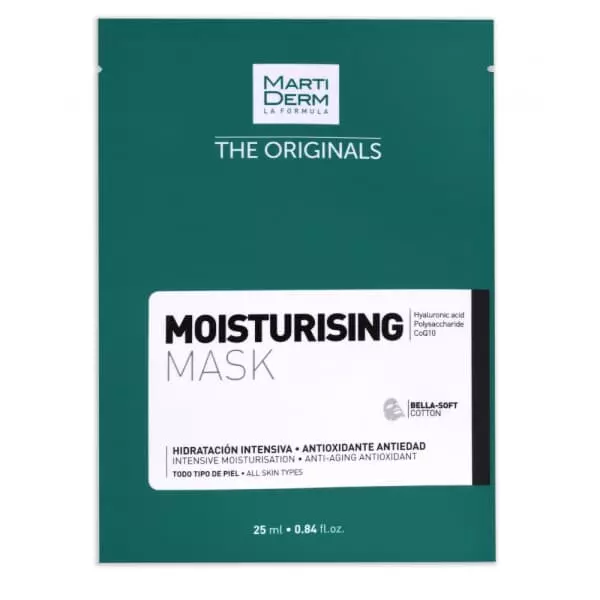 MARTI
DERM
LA FÓRMULA
THE ORIGINALS
MOISTURISING
MASK
Hyaluronic acid
Polysaccharide
CoQ10
BELLA-SOFT
COTTON
HIDRATACIÓN INTENSIVA • ANTIOXIDANTE ANTIEDAD
INTENSIVE MOISTURISATION • ANTI-AGING ANTIOXIDANT
TODO TIPO DE PIEL • ALL SKIN TYPES
25 ml • 0.84 fl.oz.